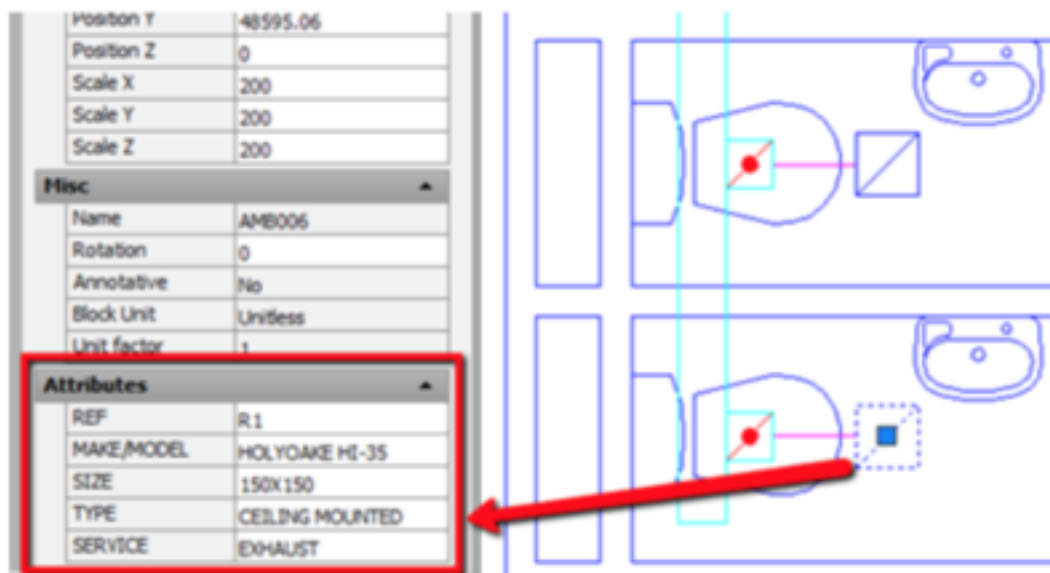 Position Y 48595.06
Position Z 0
Scale X 200
Scale Y 200
Scale Z 200
Misc
Name AMB006
Rotation 0
Annotative No
Block Unit Unitless
Unit factor 1
Attributes
REF R.1
MAKE/MODEL HOLYOAKE HI-35
SIZE 150X150
TYPE CEILING MOUNTED
SERVICE EXHAUST